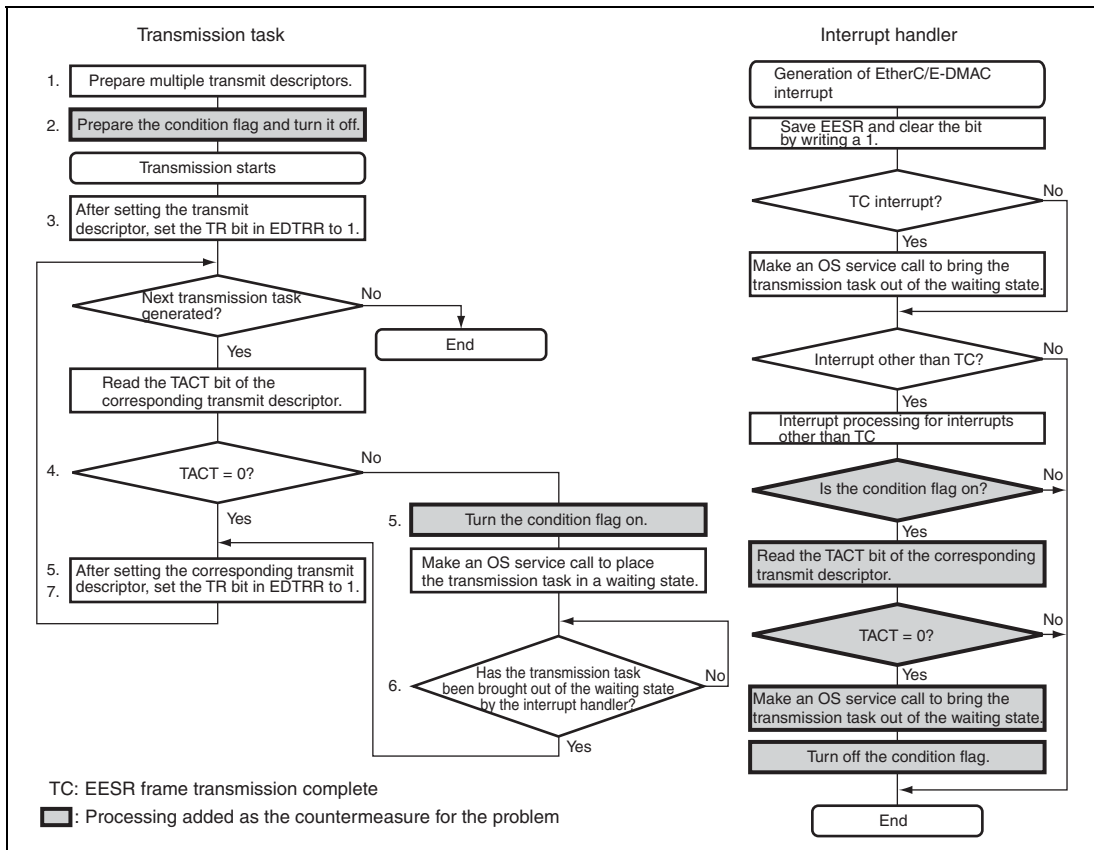 Transmission task
1. Prepare multiple transmit descriptors.
2. Prepare the condition flag and turn it off.
Transmission starts
3. After setting the transmit
descriptor, set the TR bit in EDTRR to 1.
Next transmission task
generated?
No
End
Yes
Read the TACT bit of the
corresponding transmit descriptor.
4. TACT = 0?
No
Yes
5. Turn the condition flag on.
Make an OS service call to place
the transmission task in a waiting state.
5. After setting the corresponding transmit
7. descriptor, set the TR bit in EDTRR to 1.
6. Has the transmission task
been brought out of the waiting state
by the interrupt handler?
No
Yes
Interrupt handler
Generation of EtherC/E-DMAC
interrupt
Save EESR and clear the bit
by writing a 1.
TC interrupt?
No
Yes
Make an OS service call to bring the
transmission task out of the waiting state.
Interrupt other than TC?
No
Yes
Interrupt processing for interrupts
other than TC
Is the condition flag on?
No
Yes
Read the TACT bit of the corresponding
transmit descriptor.
TACT = 0?
No
Yes
Make an OS service call to bring the
transmission task out of the waiting state.
Turn off the condition flag.
End
TC: EESR frame transmission complete
: Processing added as the countermeasure for the problem